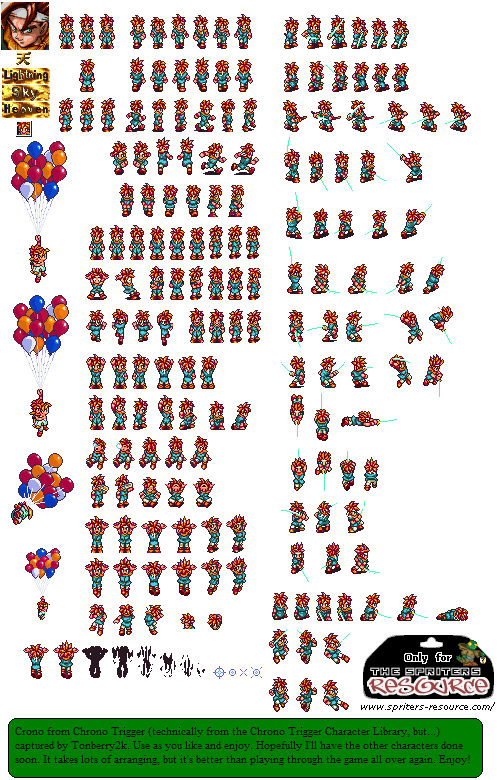 天
Lightning
Sky
Heaven
Only for
THE SPRITERS
RESOURCE
www.spriters-resource.com/
Crono from Chrono Trigger (technically from the Chrono Trigger Character Library, but...)
captured by Tonberry2k. Use as you like and enjoy. Hopefully I'll have the other characters done
soon. It takes lots of arranging, but it's better than playing through the game all over again. Enjoy!